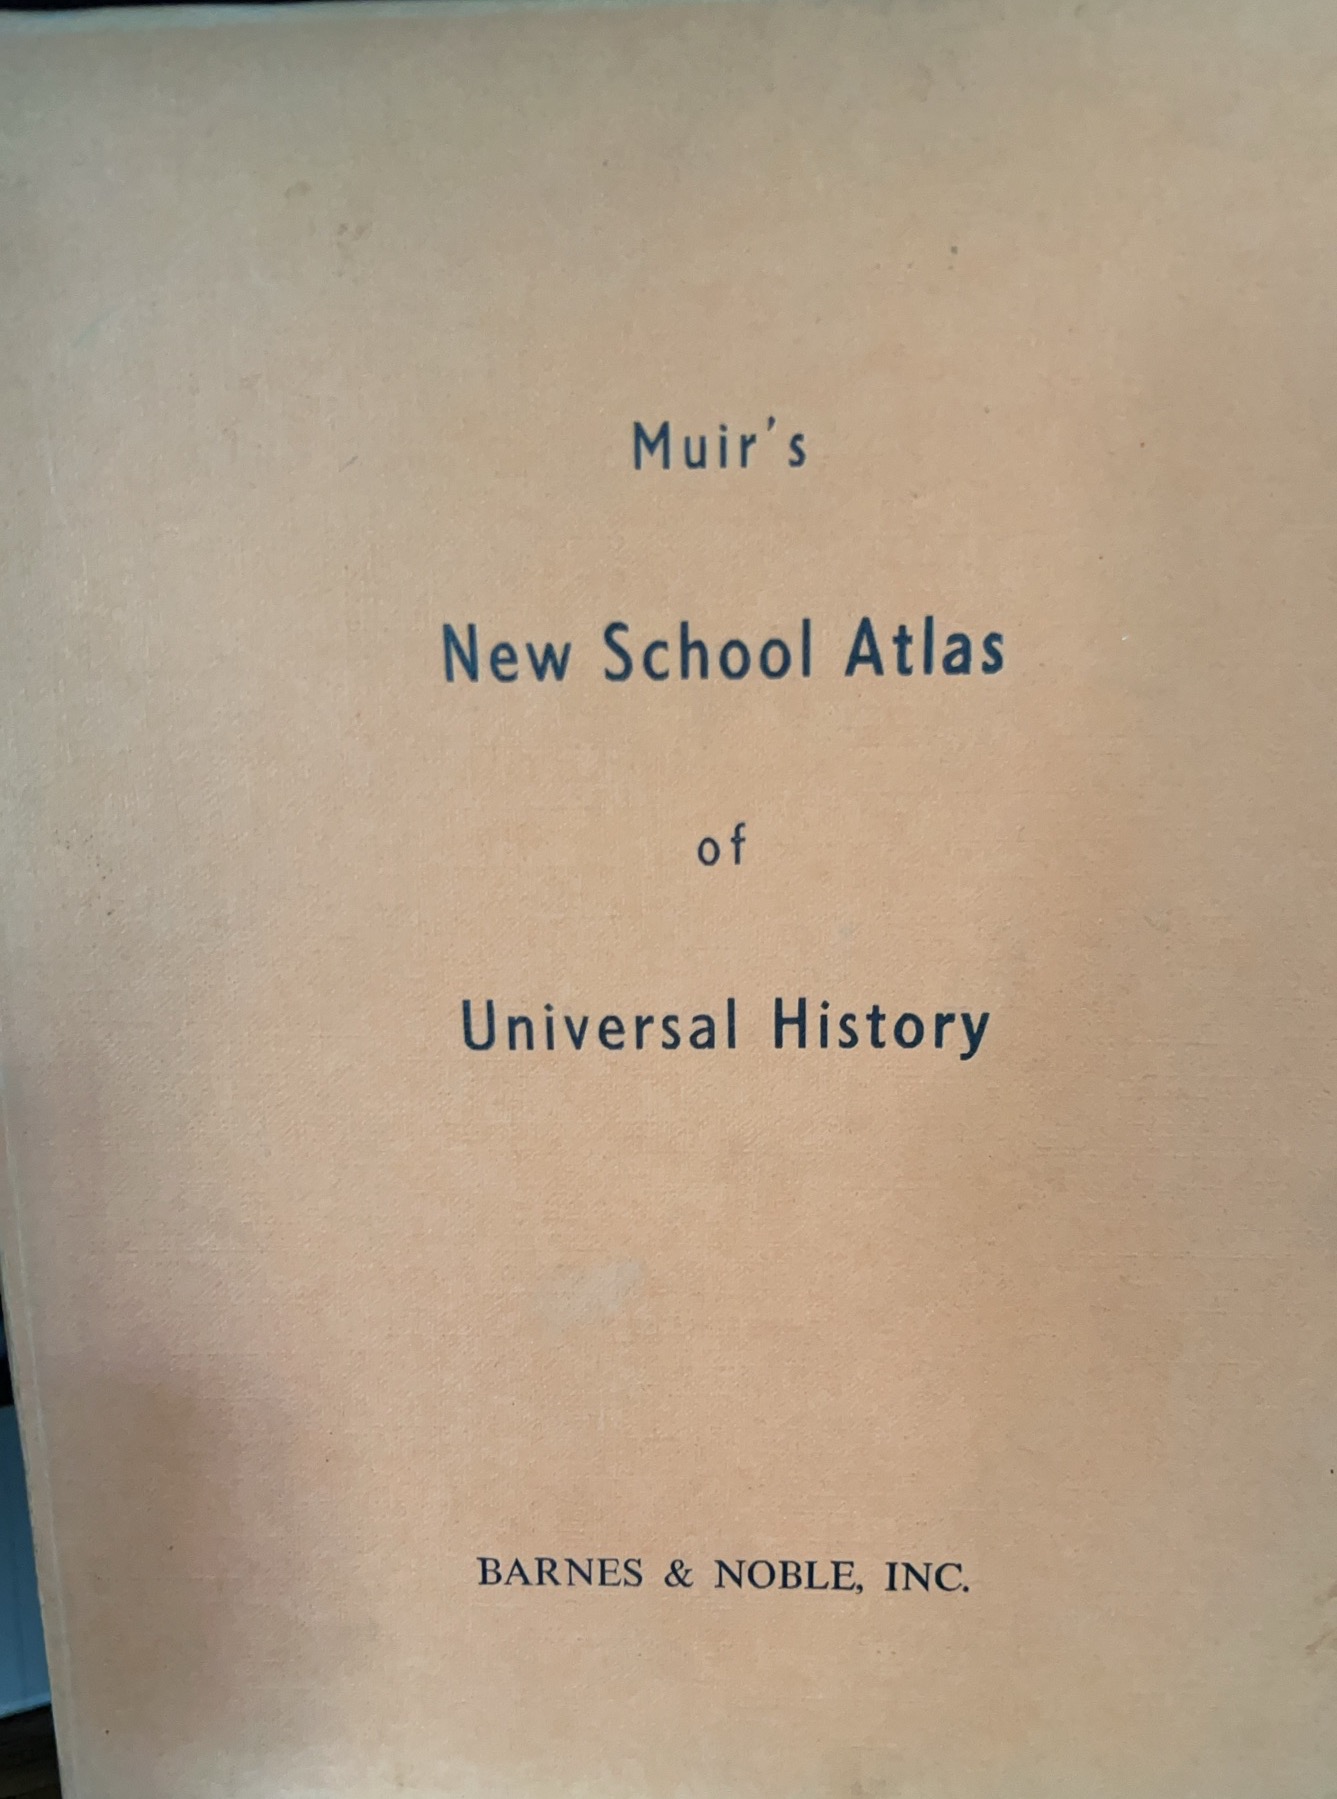 Muir's
New School Atlas
of
Universal History
BARNES & NOBLE, INC.